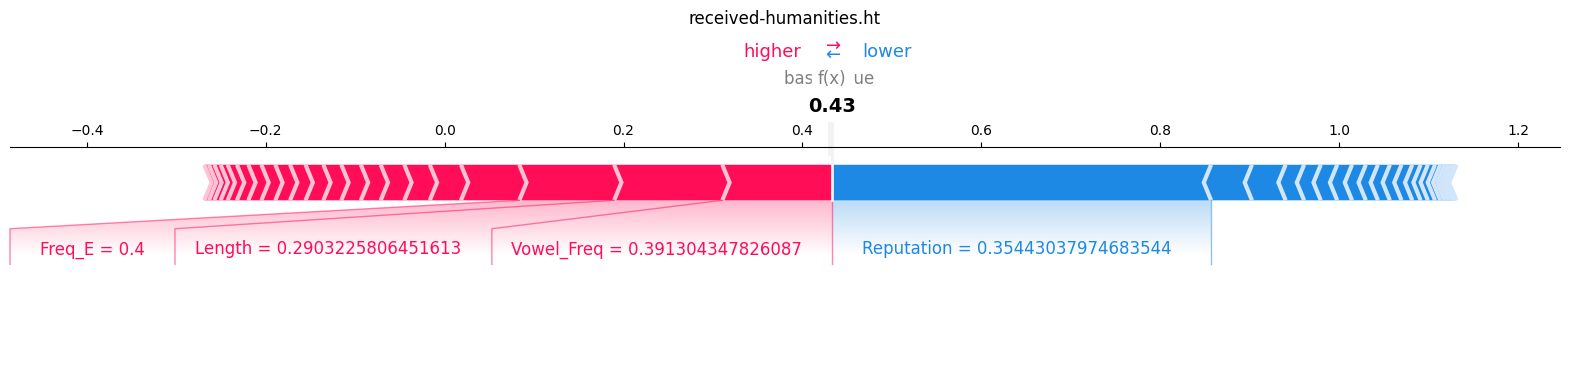 received-humanities.ht
higher → ← lower
bas f(x) ue
0.43
−0.4 −0.2 0.0 0.2 0.4 0.6 0.8 1.0 1.2
Freq_E = 0.4 Length = 0.2903225806451613 Vowel_Freq = 0.391304347826087 Reputation = 0.35443037974683544